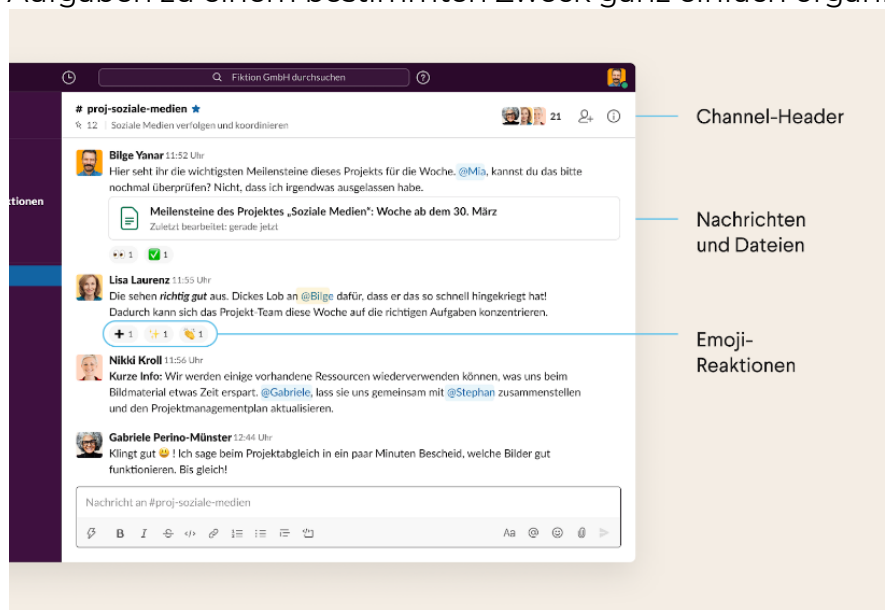 Aufgaben zu einem bestimmten Zweck ganz einfach
Fiktion GmbH durchsuchen
# proj-soziale-medien
12 | Soziale Medien verfolgen und koordinieren
21
Channel-Header
Bilge Yanar 11:52 Uhr
Hier seht ihr die wichtigsten Meilensteine dieses Projekts für die Woche. @Mia, kannst du das bitte
nochmal überprüfen? Nicht, dass ich irgendwas ausgelassen habe.
ktionen
Meilensteine des Projektes „Soziale Medien“: Woche ab dem 30. März
Zuletzt bearbeitet: gerade jetzt
Nachrichten
und Dateien
1 1
Lisa Laurenz 11:55 Uhr
Die sehen richtig gut aus. Dickes Lob an @Bilge dafür, dass er das so schnell hingekriegt hat!
Dadurch kann sich das Projekt-Team diese Woche auf die richtigen Aufgaben konzentrieren.
1 1 1
Emoji-
Reaktionen
Nikki Kroll 11:56 Uhr
Kurze Info: Wir werden einige vorhandene Ressourcen wiederverwenden können, was uns beim
Bildmaterial etwas Zeit erspart. @Gabriele, lass sie uns gemeinsam mit @Stephan zusammenstellen
und den Projektmanagementplan aktualisieren.
Gabriele Perino-Münster 12:44 Uhr
Klingt gut 😀 ! Ich sage beim Projektabgleich in ein paar Minuten Bescheid, welche Bilder gut
funktionieren. Bis gleich!
Nachricht an #proj-soziale-medien
B I S </> Aa @